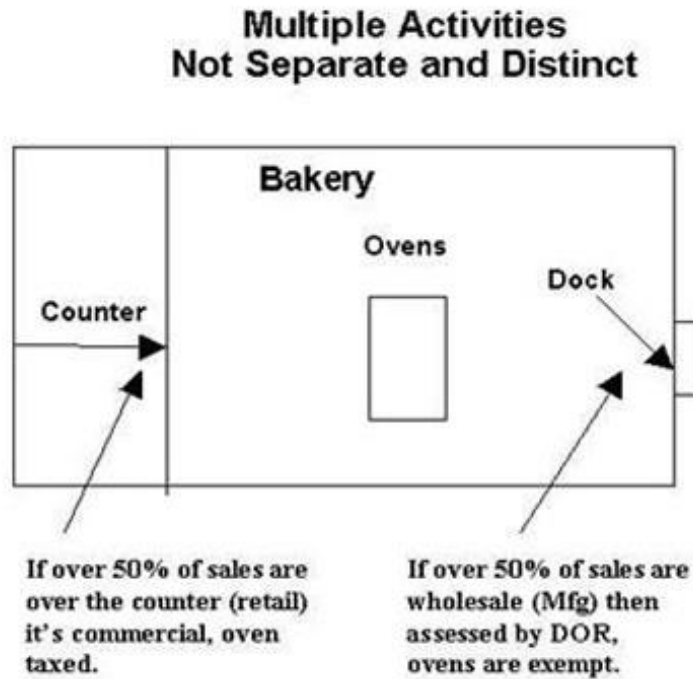 Multiple Activities
Not Separate and Distinct
Bakery
Ovens
Dock
Counter
If over 50% of sales are
over the counter (retail)
it's commercial, oven
taxed.
If over 50% of sales are
wholesale (Mfg) then
assessed by DOR,
ovens are exempt.